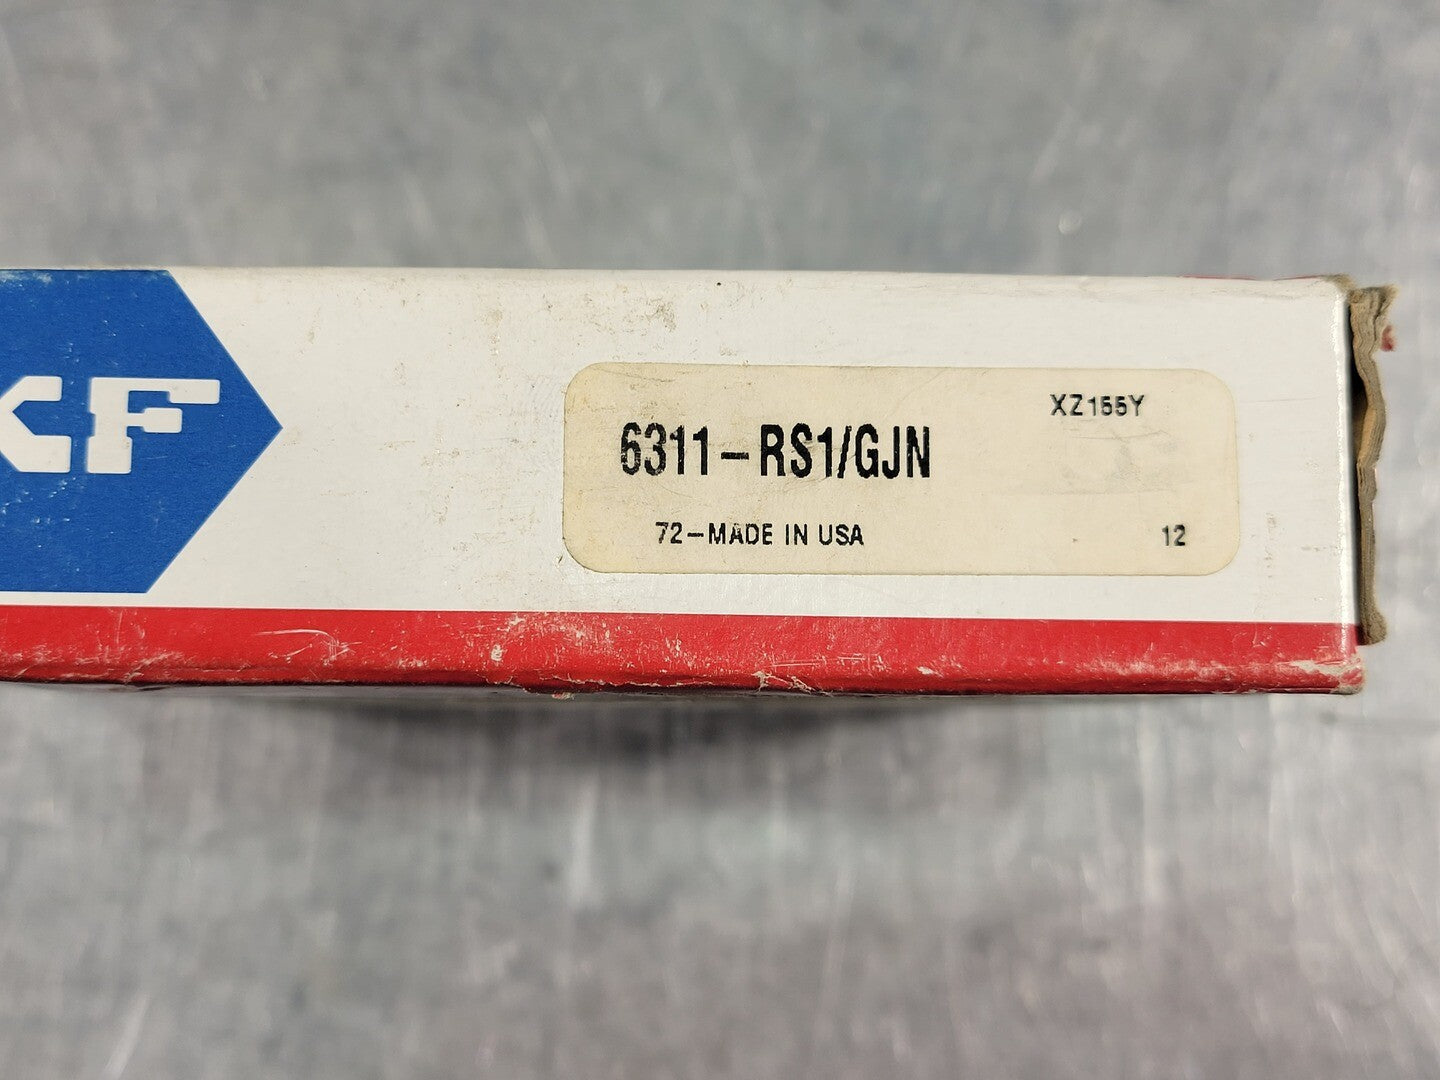 KF
XZ155Y
6311-RS1/GJN
72-MADE IN USA 12